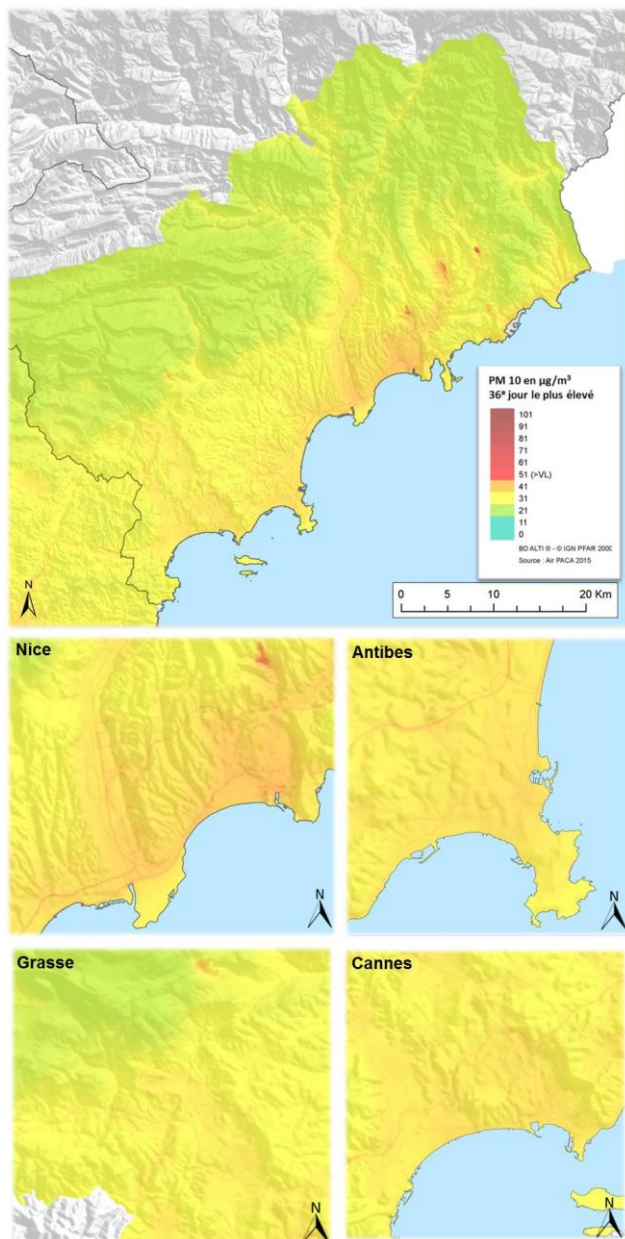 PM 10 en µg/m³
36e jour le plus élevé
101
91
81
71
61
51 (>VL)
41
31
21
11
0
BD ALTI ® - © IGN PFAR 2000
Source : Air PACA 2015
N
0 5 10 20 Km
Nice
Antibes
N
N
Grasse
Cannes
N
N